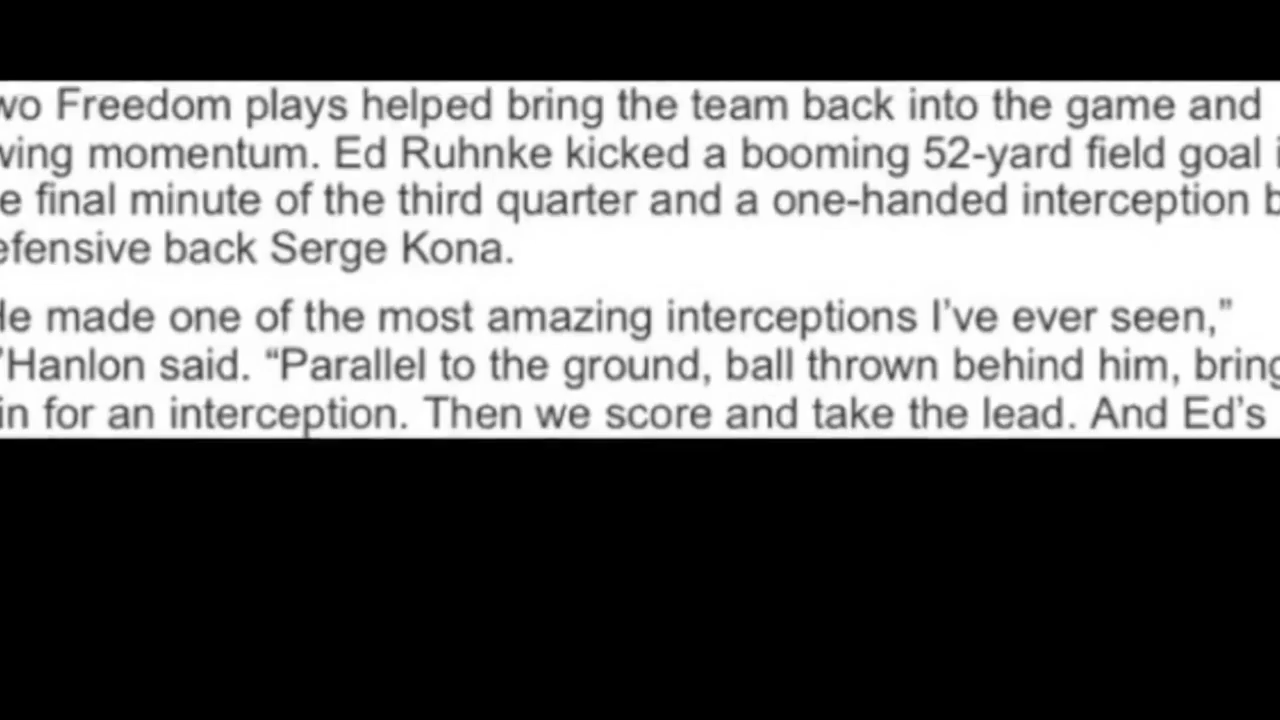 wo Freedom plays helped bring the team back into the game and
wing momentum. Ed Ruhnke kicked a booming 52-yard field goal i
e final minute of the third quarter and a one-handed interception b
efensive back Serge Kona.
He made one of the most amazing interceptions I’ve ever seen,”
’Hanlon said. “Parallel to the ground, ball thrown behind him, bring
in for an interception. Then we score and take the lead. And Ed’s